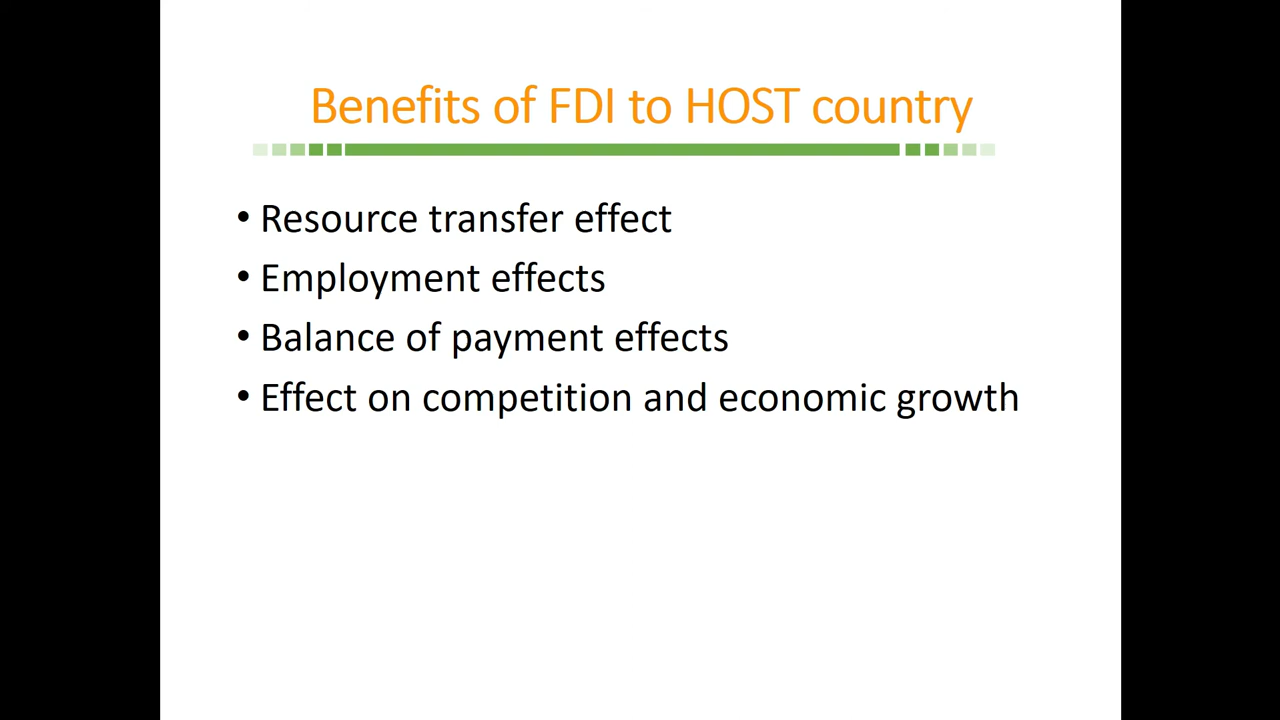 Benefits of FDI to HOST country
• Resource transfer effect
• Employment effects
• Balance of payment effects
• Effect on competition and economic growth